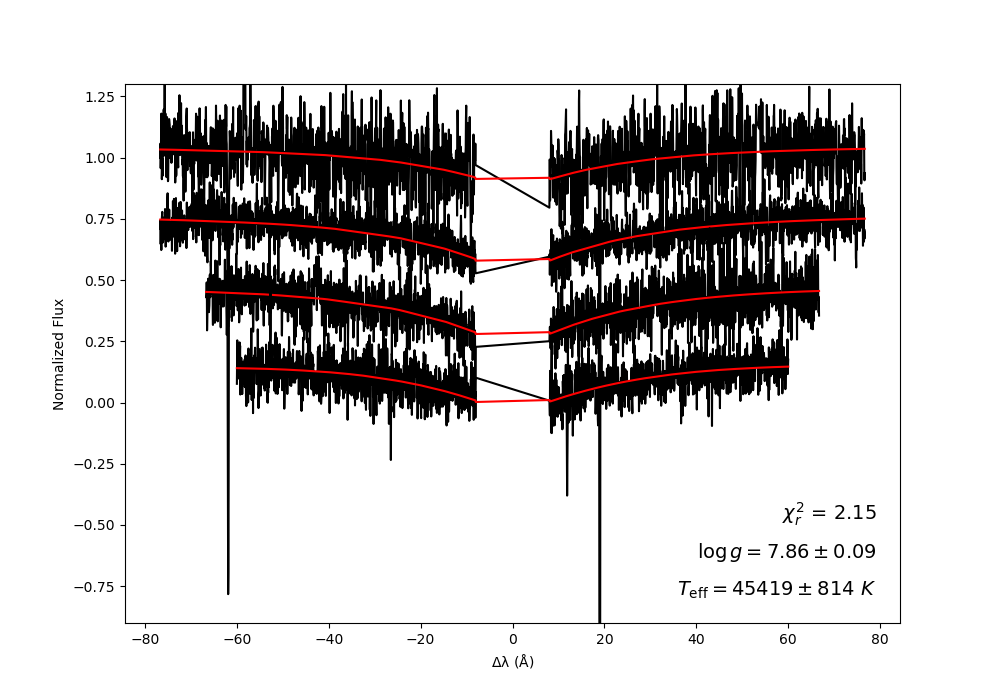 1.25
1.00
0.75
0.50
0.25
0.00
−0.25
−0.50
−0.75
Normalized Flux
χ²ᵣ = 2.15
log g = 7.86 ± 0.09
T_eff = 45419 ± 814 K
−80 −60 −40 −20 0 20 40 60 80
Δλ (Å)